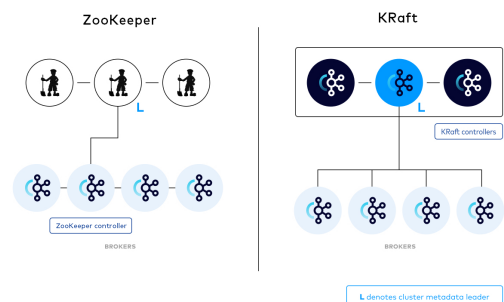 ZooKeeper
KRaft
L
L
KRaft controllers
ZooKeeper controller
BROKERS
BROKERS
L denotes cluster metadata leader